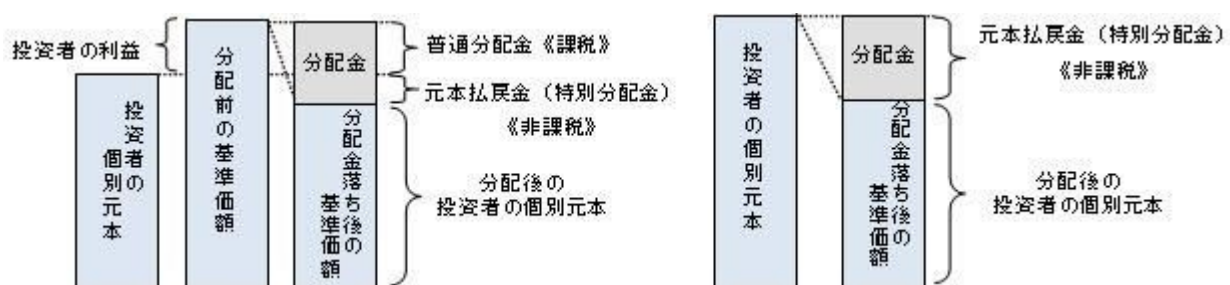 投資者の利益
投資者の
個別元本
分配前の基準価額
分配金
分配金落ち後の
基準価額
普通分配金《課税》
元本払戻金（特別分配金）
《非課税》
分配後の
投資者の個別元本
投資者の個別元本
分配金
分配金落ち後の
基準価額
元本払戻金（特別分配金）
《非課税》
分配後の
投資者の個別元本